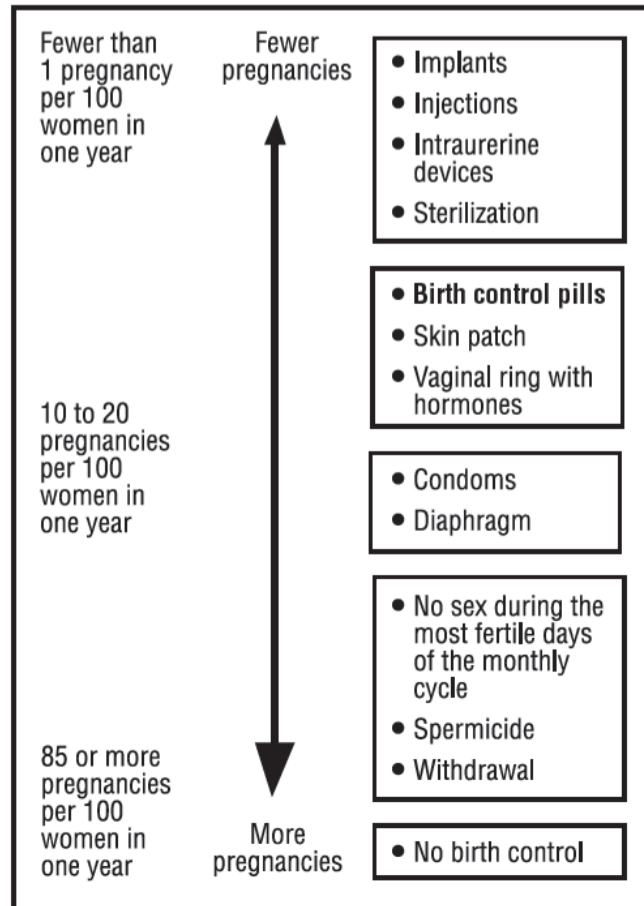 Fewer than
1 pregnancy
per 100
women in
one year
Fewer
pregnancies
• Implants
• Injections
• Intraurerine
devices
• Sterilization
• Birth control pills
• Skin patch
• Vaginal ring with
hormones
10 to 20
pregnancies
per 100
women in
one year
• Condoms
• Diaphragm
• No sex during the
most fertile days
of the monthly
cycle
• Spermicide
• Withdrawal
85 or more
pregnancies
per 100
women in
one year
More
pregnancies
• No birth control